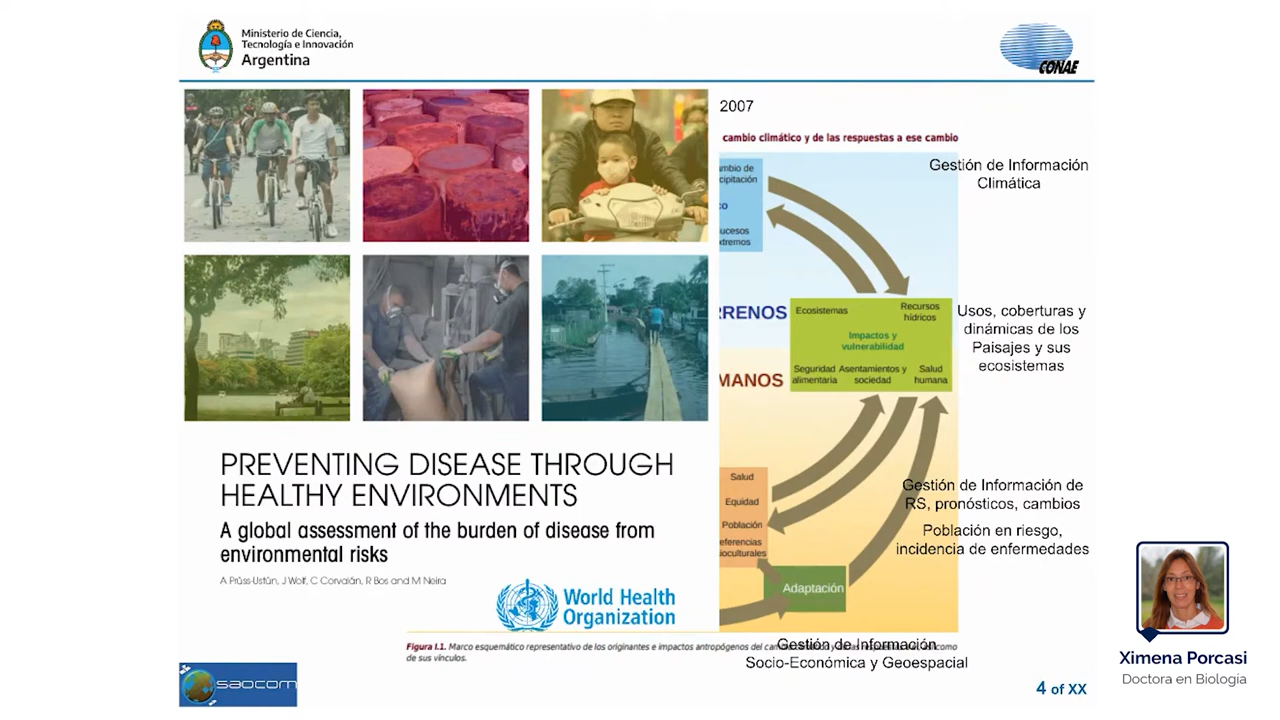 Ministerio de Ciencia,
Tecnología e Innovación
Argentina
CONAE
2007
cambio climático y de las respuestas a ese cambio
Gestión de Información
Climática
mbio de
cipitación
ucesos
xtremos
RRENOS
Ecosistemas
Recursos
hídricos
Impactos y
vulnerabilidad
MANOS
Seguridad
alimentaria
Asentamientos y
sociedad
Salud
humana
Usos, coberturas y
dinámicas de los
Paisajes y sus
ecosistemas
PREVENTING DISEASE THROUGH
HEALTHY ENVIRONMENTS
A global assessment of the burden of disease from
environmental risks
A Prüss-Ustün, J Wolf, C Corvalán, R Bos and M Neira
World Health
Organization
Salud
Equidad
Población
eferencias
ioculturales
Adaptación
Gestión de Información de
RS, pronósticos, cambios
Población en riesgo,
incidencia de enfermedades
Figura I.1. Marco esquemático representativo de los originantes e impactos antropógenos del
de sus vínculos.
Gestión de Información
Socio-Económica y Geoespacial
saocom
4 of XX
Ximena Porcasi
Doctora en Biología